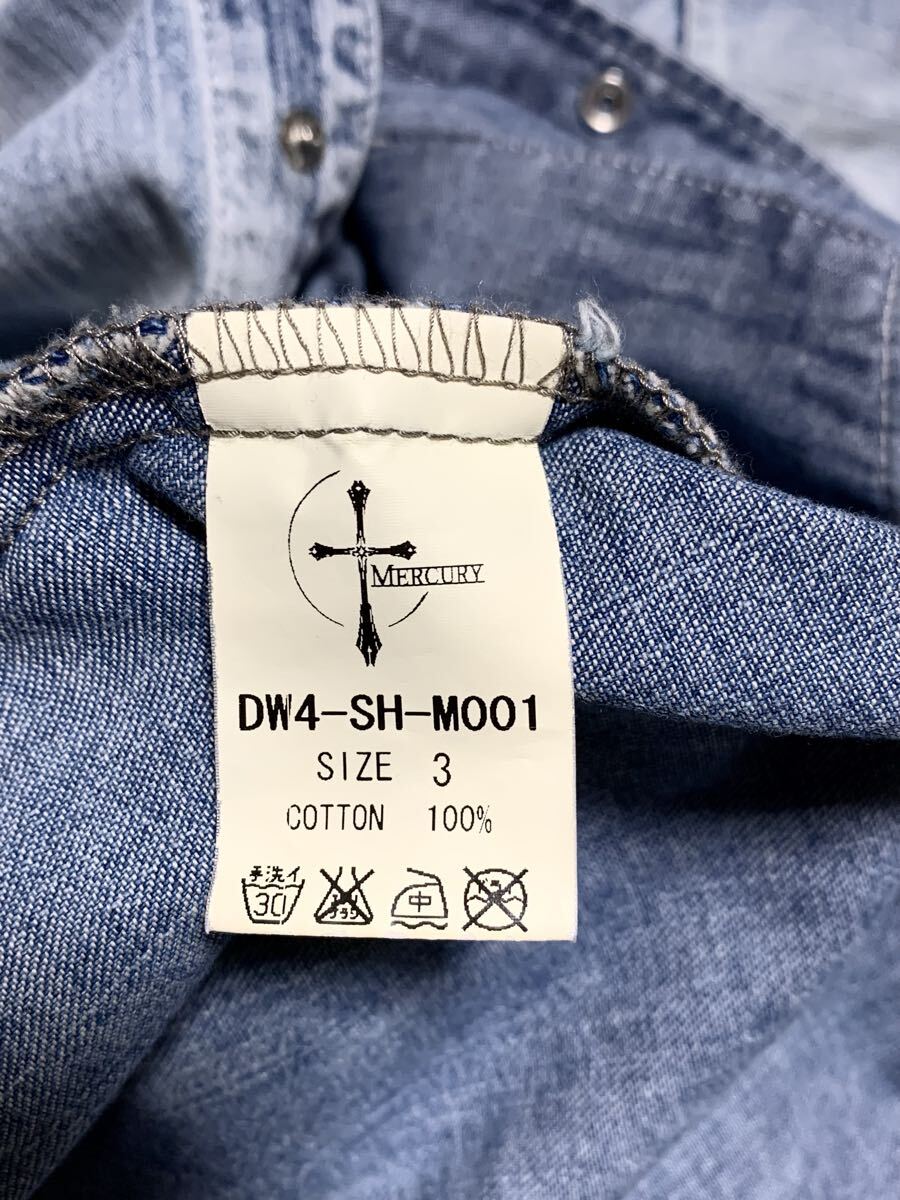 MERCURY
DW4-SH-M001
SIZE 3
COTTON 100%
手洗イ
30 中